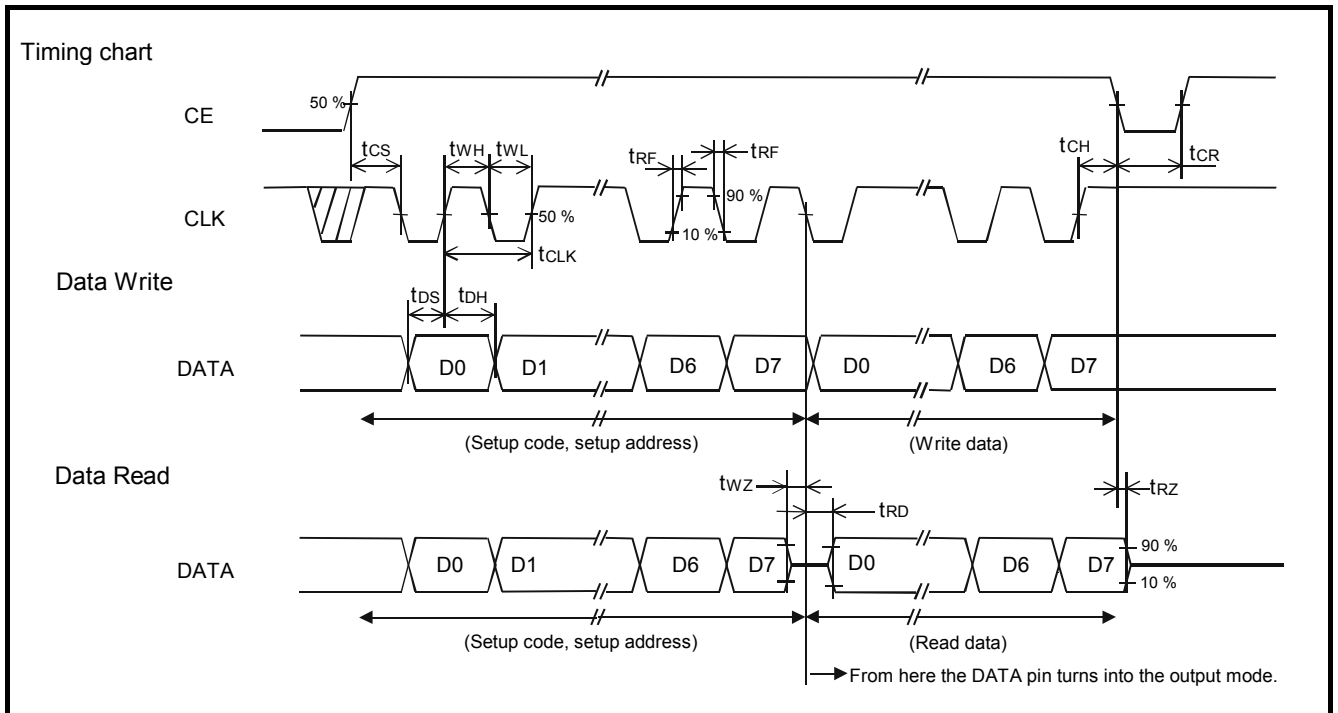 Timing chart
CE
50 %
tCS
tWH
tWL
tRF
tRF
tCH
tCR
CLK
50 %
90 %
10 %
tCLK
Data Write
tDS
tDH
DATA
D0
D1
D6
D7
D0
D6
D7
(Setup code, setup address)
(Write data)
Data Read
tWZ
tRD
tRZ
DATA
D0
D1
D6
D7
D0
D6
D7
90 %
10 %
(Setup code, setup address)
(Read data)
From here the DATA pin turns into the output mode.